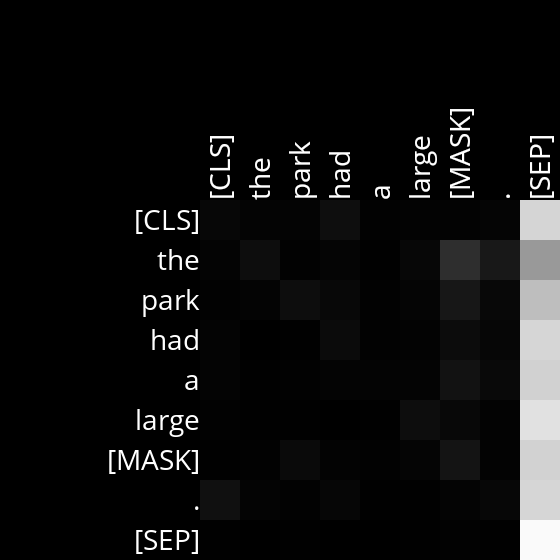 [CLS] the park had a large [MASK] . [SEP]
[CLS]
the
park
had
a
large
[MASK]
.
[SEP]